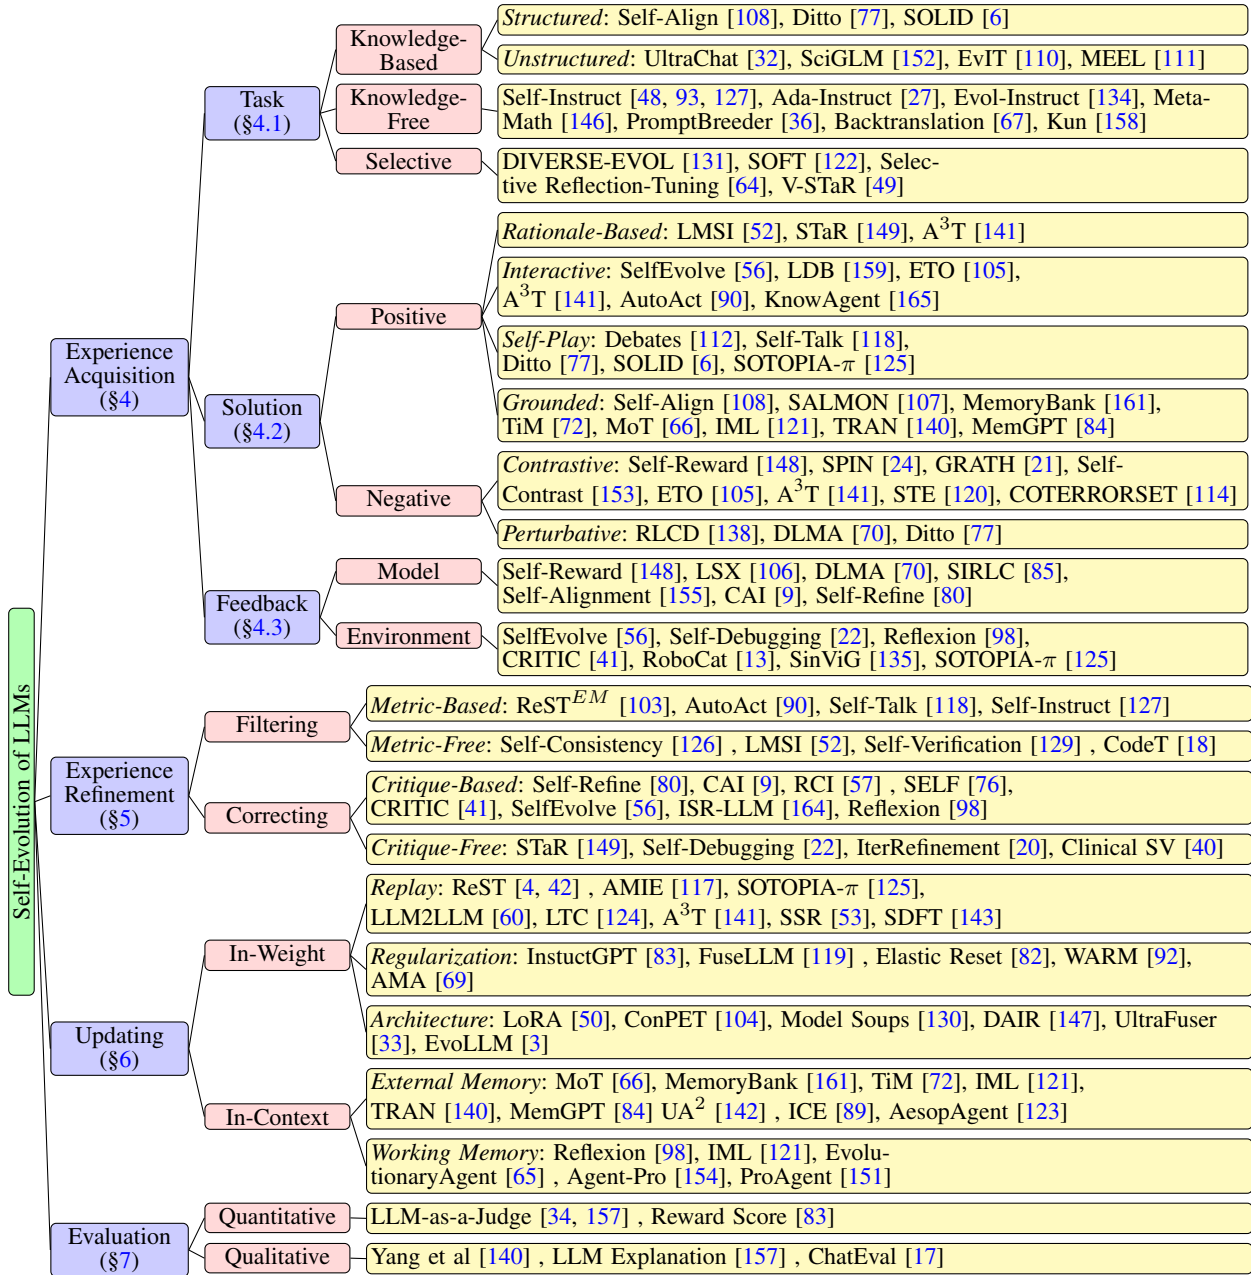 Self-Evolution of LLMs
Experience
Acquisition
(§4)
Task
(§4.1)
Knowledge-
Based
Structured: Self-Align [108], Ditto [77], SOLID [6]
Unstructured: UltraChat [32], SciGLM [152], EvIT [110], MEEL [111]
Knowledge-
Free
Self-Instruct [48, 93, 127], Ada-Instruct [27], Evol-Instruct [134], Meta-
Math [146], PromptBreeder [36], Backtranslation [67], Kun [158]
Selective
DIVERSE-EVOL [131], SOFT [122], Selec-
tive Reflection-Tuning [64], V-STaR [49]
Solution
(§4.2)
Positive
Rationale-Based: LMSI [52], STaR [149], A³T [141]
Interactive: SelfEvolve [56], LDB [159], ETO [105],
A³T [141], AutoAct [90], KnowAgent [165]
Self-Play: Debates [112], Self-Talk [118],
Ditto [77], SOLID [6], SOTOPIA-π [125]
Grounded: Self-Align [108], SALMON [107], MemoryBank [161],
TiM [72], MoT [66], IML [121], TRAN [140], MemGPT [84]
Negative
Contrastive: Self-Reward [148], SPIN [24], GRATH [21], Self-
Contrast [153], ETO [105], A³T [141], STE [120], COTERRORSET [114]
Perturbative: RLCD [138], DLMA [70], Ditto [77]
Feedback
(§4.3)
Model
Self-Reward [148], LSX [106], DLMA [70], SIRLC [85],
Self-Alignment [155], CAI [9], Self-Refine [80]
Environment
SelfEvolve [56], Self-Debugging [22], Reflexion [98],
CRITIC [41], RoboCat [13], SinViG [135], SOTOPIA-π [125]
Experience
Refinement
(§5)
Filtering
Metric-Based: ReST^EM [103], AutoAct [90], Self-Talk [118], Self-Instruct [127]
Metric-Free: Self-Consistency [126] , LMSI [52], Self-Verification [129] , CodeT [18]
Correcting
Critique-Based: Self-Refine [80], CAI [9], RCI [57] , SELF [76],
CRITIC [41], SelfEvolve [56], ISR-LLM [164], Reflexion [98]
Critique-Free: STaR [149], Self-Debugging [22], IterRefinement [20], Clinical SV [40]
Updating
(§6)
In-Weight
Replay: ReST [4, 42] , AMIE [117], SOTOPIA-π [125],
LLM2LLM [60], LTC [124], A³T [141], SSR [53], SDFT [143]
Regularization: InstuctGPT [83], FuseLLM [119] , Elastic Reset [82], WARM [92],
AMA [69]
Architecture: LoRA [50], ConPET [104], Model Soups [130], DAIR [147], UltraFuser
[33], EvoLLM [3]
In-Context
External Memory: MoT [66], MemoryBank [161], TiM [72], IML [121],
TRAN [140], MemGPT [84] UA² [142] , ICE [89], AesopAgent [123]
Working Memory: Reflexion [98], IML [121], Evolu-
tionaryAgent [65] , Agent-Pro [154], ProAgent [151]
Evaluation
(§7)
Quantitative
LLM-as-a-Judge [34, 157] , Reward Score [83]
Qualitative
Yang et al [140] , LLM Explanation [157] , ChatEval [17]